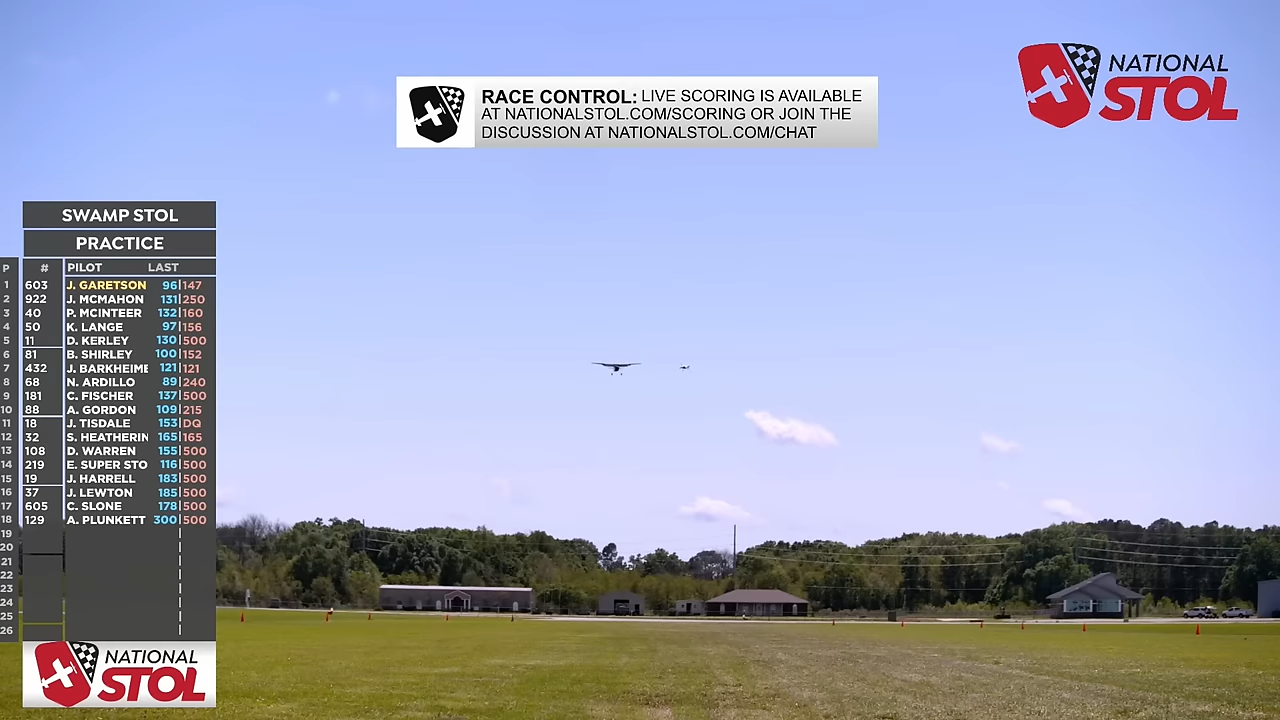 NATIONAL
STOL
RACE CONTROL: LIVE SCORING IS AVAILABLE
AT NATIONALSTOL.COM/SCORING OR JOIN THE
DISCUSSION AT NATIONALSTOL.COM/CHAT
SWAMP STOL
PRACTICE
P # PILOT LAST
1 603 J. GARETSON 96 147
2 922 J. MCMAHON 131 250
3 40 P. MCINTEER 132 160
4 50 K. LANGE 97 156
5 11 D. KERLEY 130 500
6 81 B. SHIRLEY 100 152
7 432 J. BARKHEIME 121 121
8 68 N. ARDILLO 89 240
9 181 C. FISCHER 137 500
10 88 A. GORDON 109 215
11 18 J. TISDALE 153 DQ
12 32 S. HEATHERIN 165 165
13 108 D. WARREN 155 500
14 219 E. SUPER STO 116 500
15 19 J. HARRELL 183 500
16 37 J. LEWTON 185 500
17 605 C. SLONE 178 500
18 129 A. PLUNKETT 300 500
19
20
21
22
23
24
25
26
NATIONAL
STOL